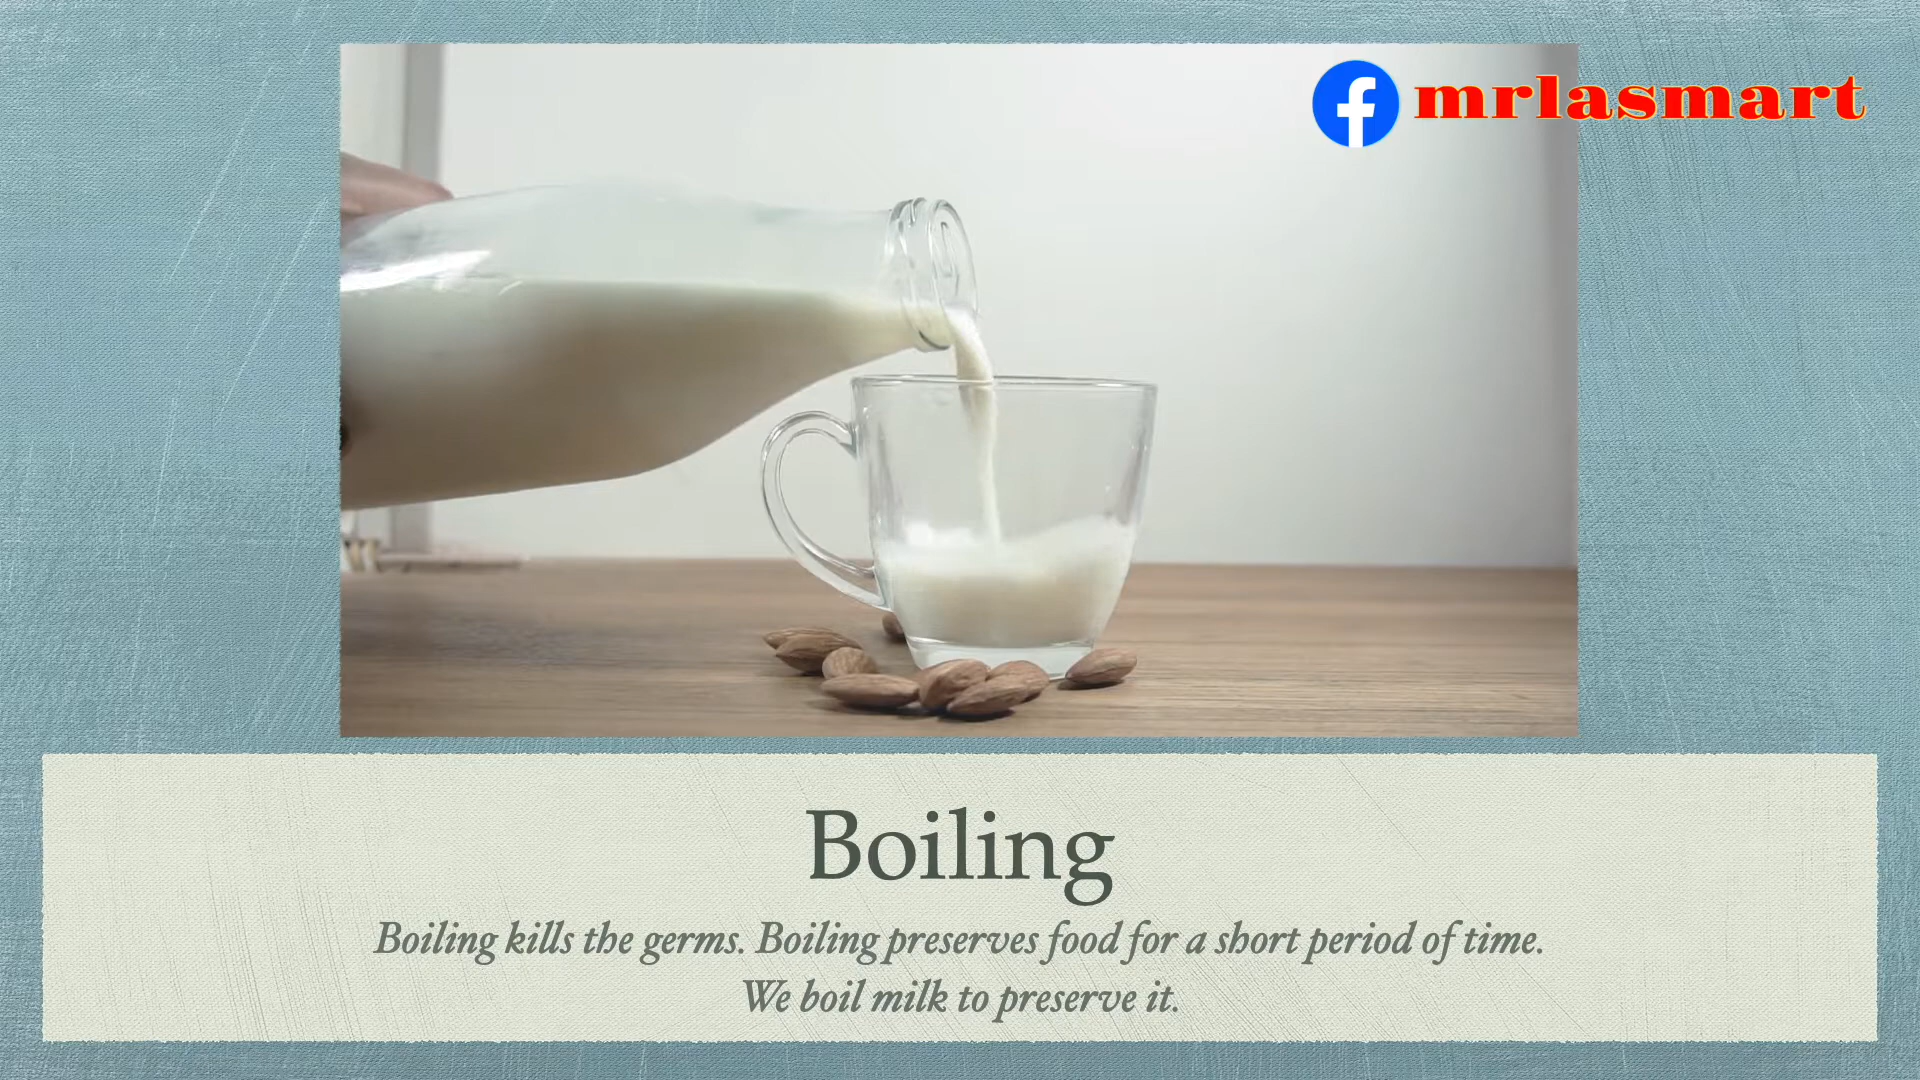 mrlasmart
Boiling
Boiling kills the germs. Boiling preserves food for a short period of time.
We boil milk to preserve it.